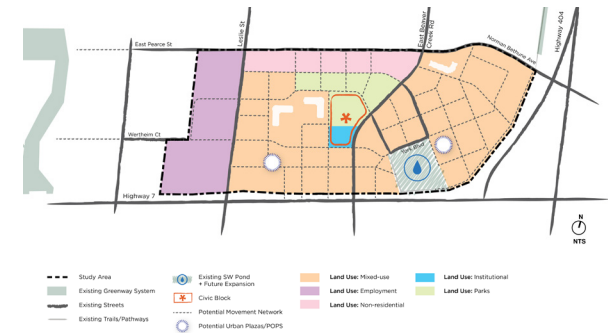 East Pearce St
Leslie St
East Beaver
Creek Rd
Norman Bethune Ave
Highway 404
Wertheim Ct
York Blvd
Highway 7
N
NTS
Study Area
Existing Greenway System
Existing Streets
Existing Trails/Pathways
Existing SW Pond
+ Future Expansion
Civic Block
Potential Movement Network
Potential Urban Plazas/POPS
Land Use: Mixed-use
Land Use: Employment
Land Use: Non-residential
Land Use: Institutional
Land Use: Parks